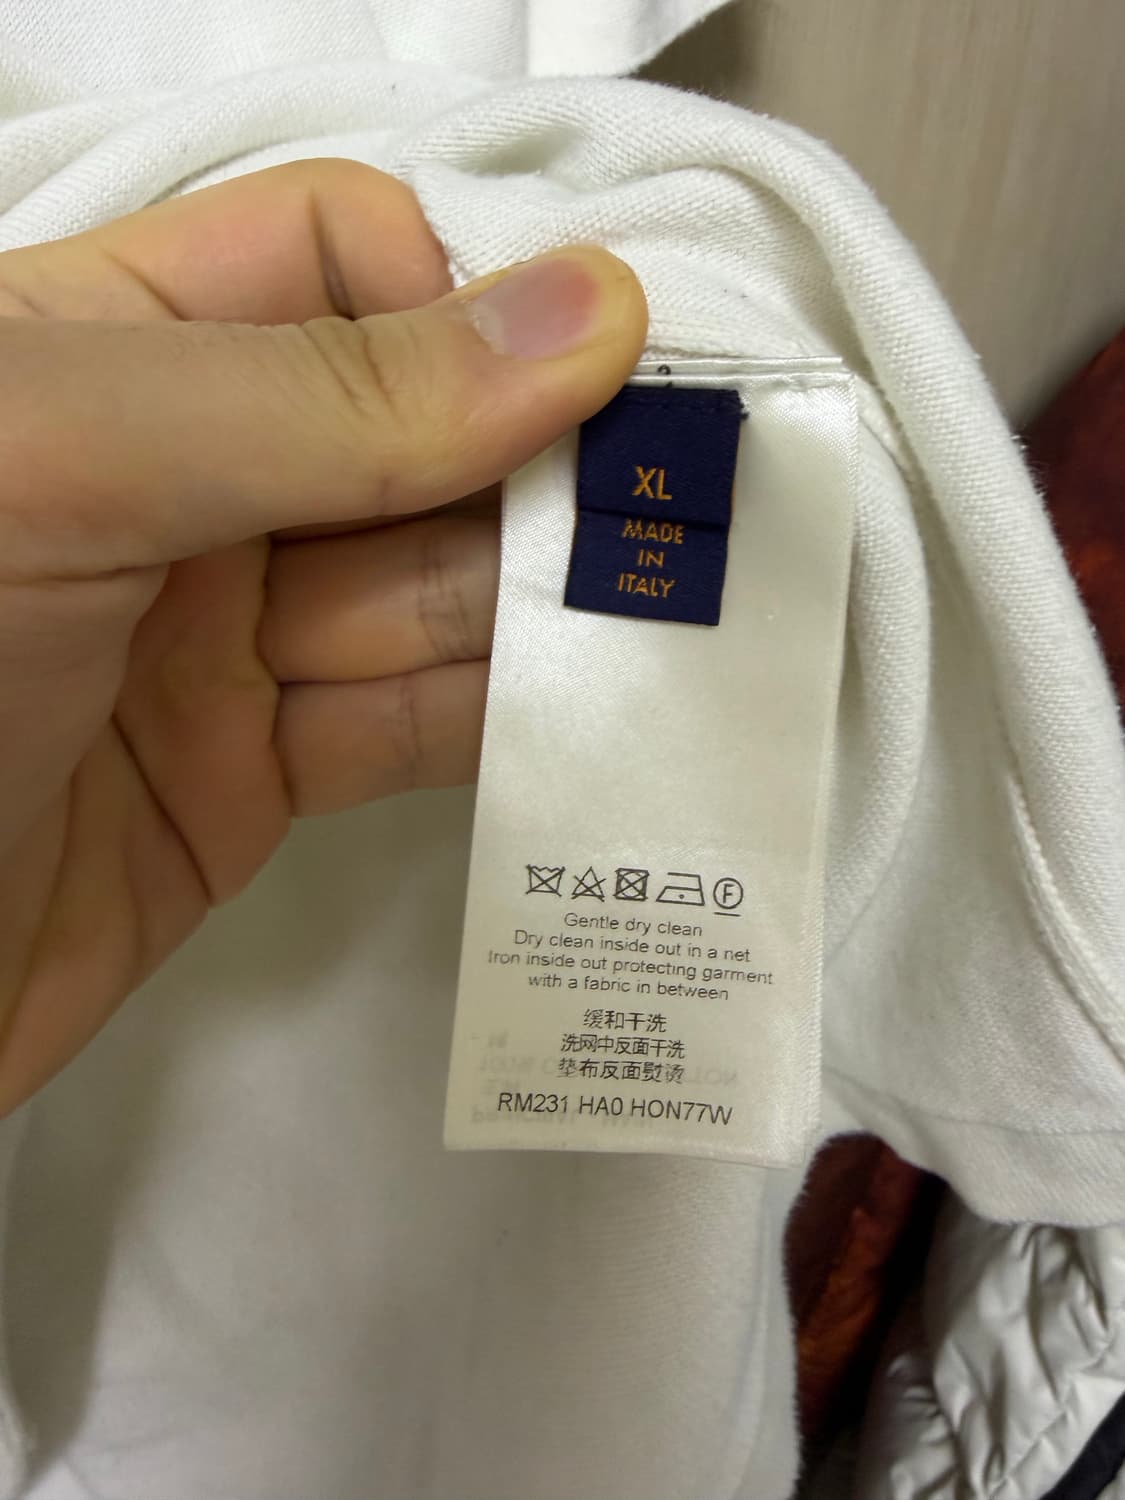 XL
MADE
IN
ITALY
F
Gentle dry clean
Dry clean inside out in a net
Iron inside out protecting garment
with a fabric in between
缓和干洗
洗网中反面干洗
垫布反面熨烫
RM231 HA0 HON77W